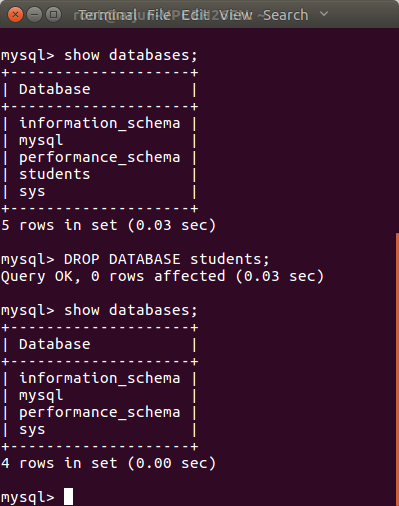 Terminal File Edit View Search
mysql> show databases;
+--------------------+
| Database           |
+--------------------+
| information_schema |
| mysql              |
| performance_schema |
| students           |
| sys                |
+--------------------+
5 rows in set (0.03 sec)
mysql> DROP DATABASE students;
Query OK, 0 rows affected (0.03 sec)
mysql> show databases;
+--------------------+
| Database           |
+--------------------+
| information_schema |
| mysql              |
| performance_schema |
| sys                |
+--------------------+
4 rows in set (0.00 sec)
mysql>